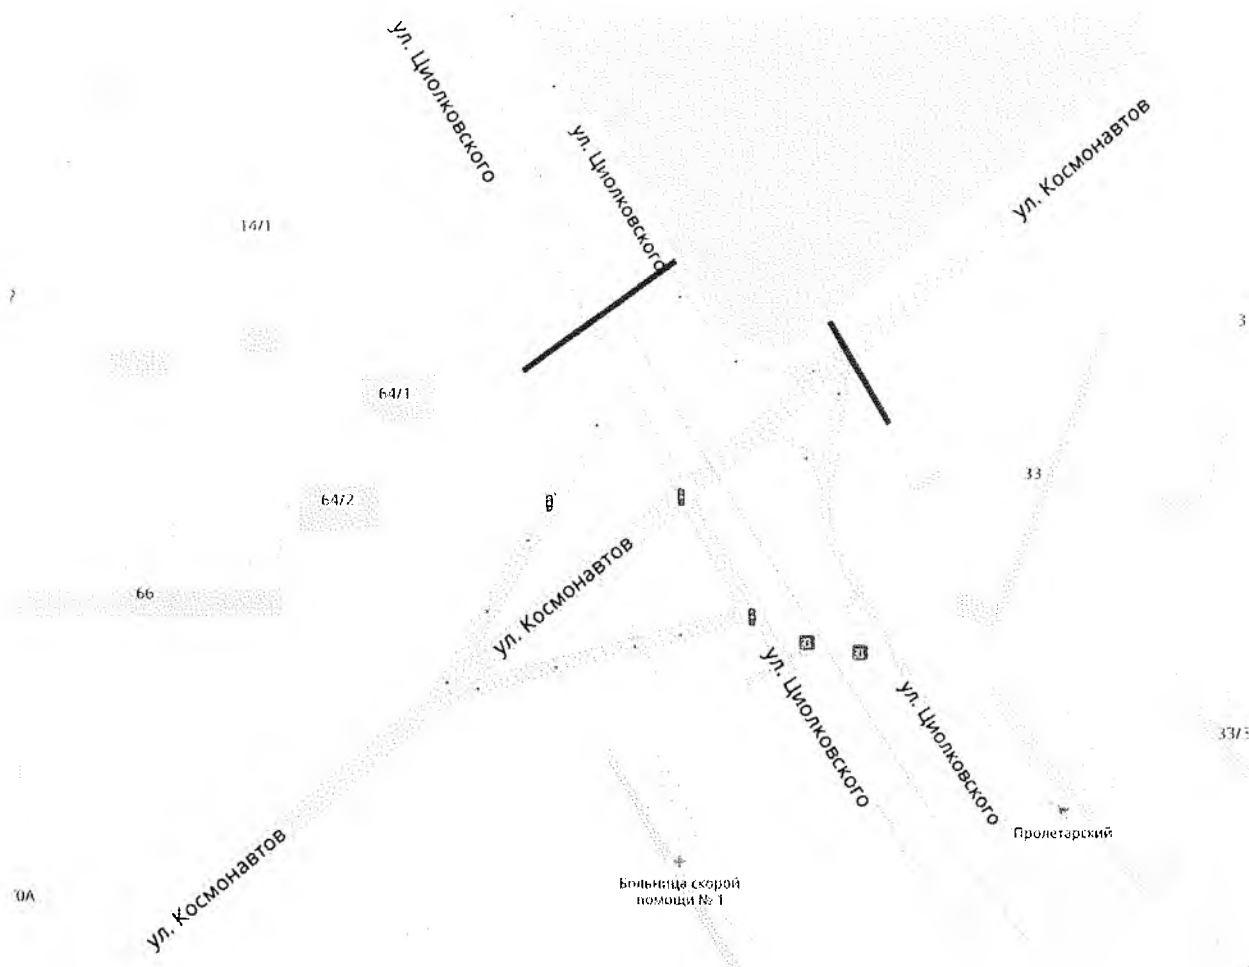 ул. Циолковского
ул. Циолковского
ул. Космонавтов
14/1
3
64/1
33
64/2
ул. Космонавтов
66
ул. Циолковского
ул. Циолковского
33/3
Пролетарский
ул. Космонавтов
0А
Больница скорой
помощи № 1